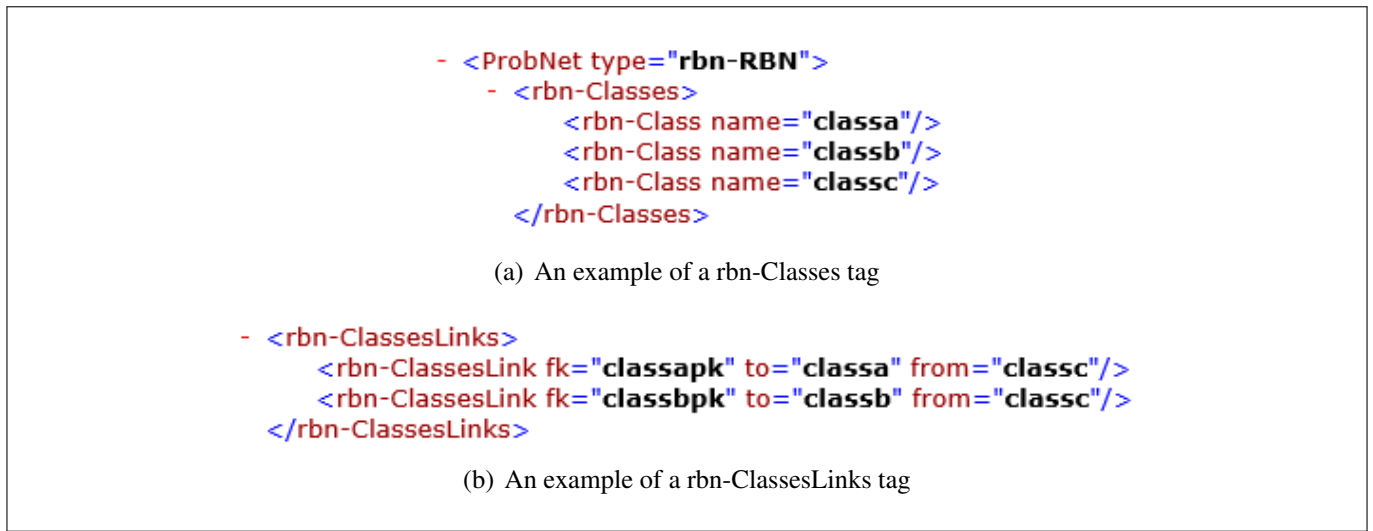 - <ProbNet type="rbn-RBN">
- <rbn-Classes>
<rbn-Class name="classa"/>
<rbn-Class name="classb"/>
<rbn-Class name="classc"/>
</rbn-Classes>
(a) An example of a rbn-Classes tag
- <rbn-ClassesLinks>
<rbn-ClassesLink fk="classapk" to="classa" from="classc"/>
<rbn-ClassesLink fk="classbpk" to="classb" from="classc"/>
</rbn-ClassesLinks>
(b) An example of a rbn-ClassesLinks tag